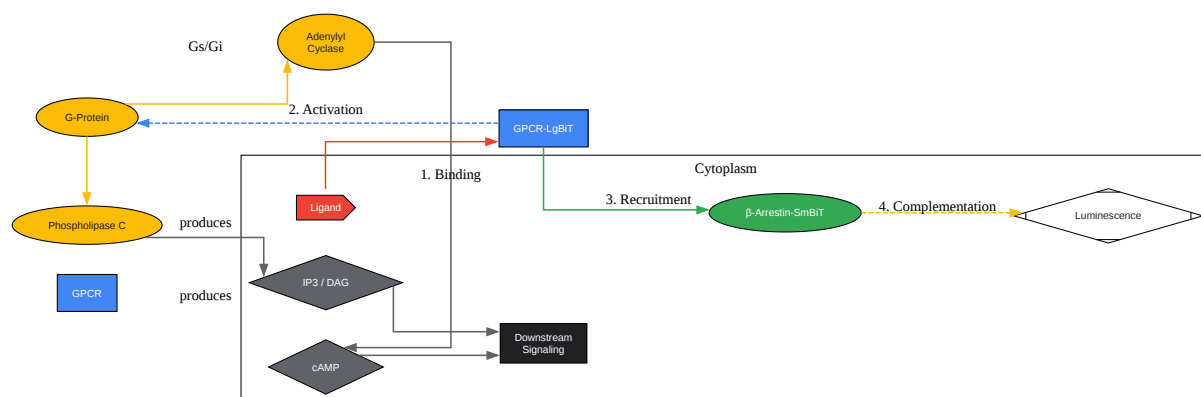 Adenylyl
Cyclase
Gs/Gi
2. Activation
G-Protein
GPCR-LgBiT
Cytoplasm
1. Binding
Ligand
3. Recruitment
β-Arrestin-SmBiT
4. Complementation
Luminescence
Phospholipase C
produces
IP3 / DAG
GPCR
produces
Downstream
Signaling
cAMP